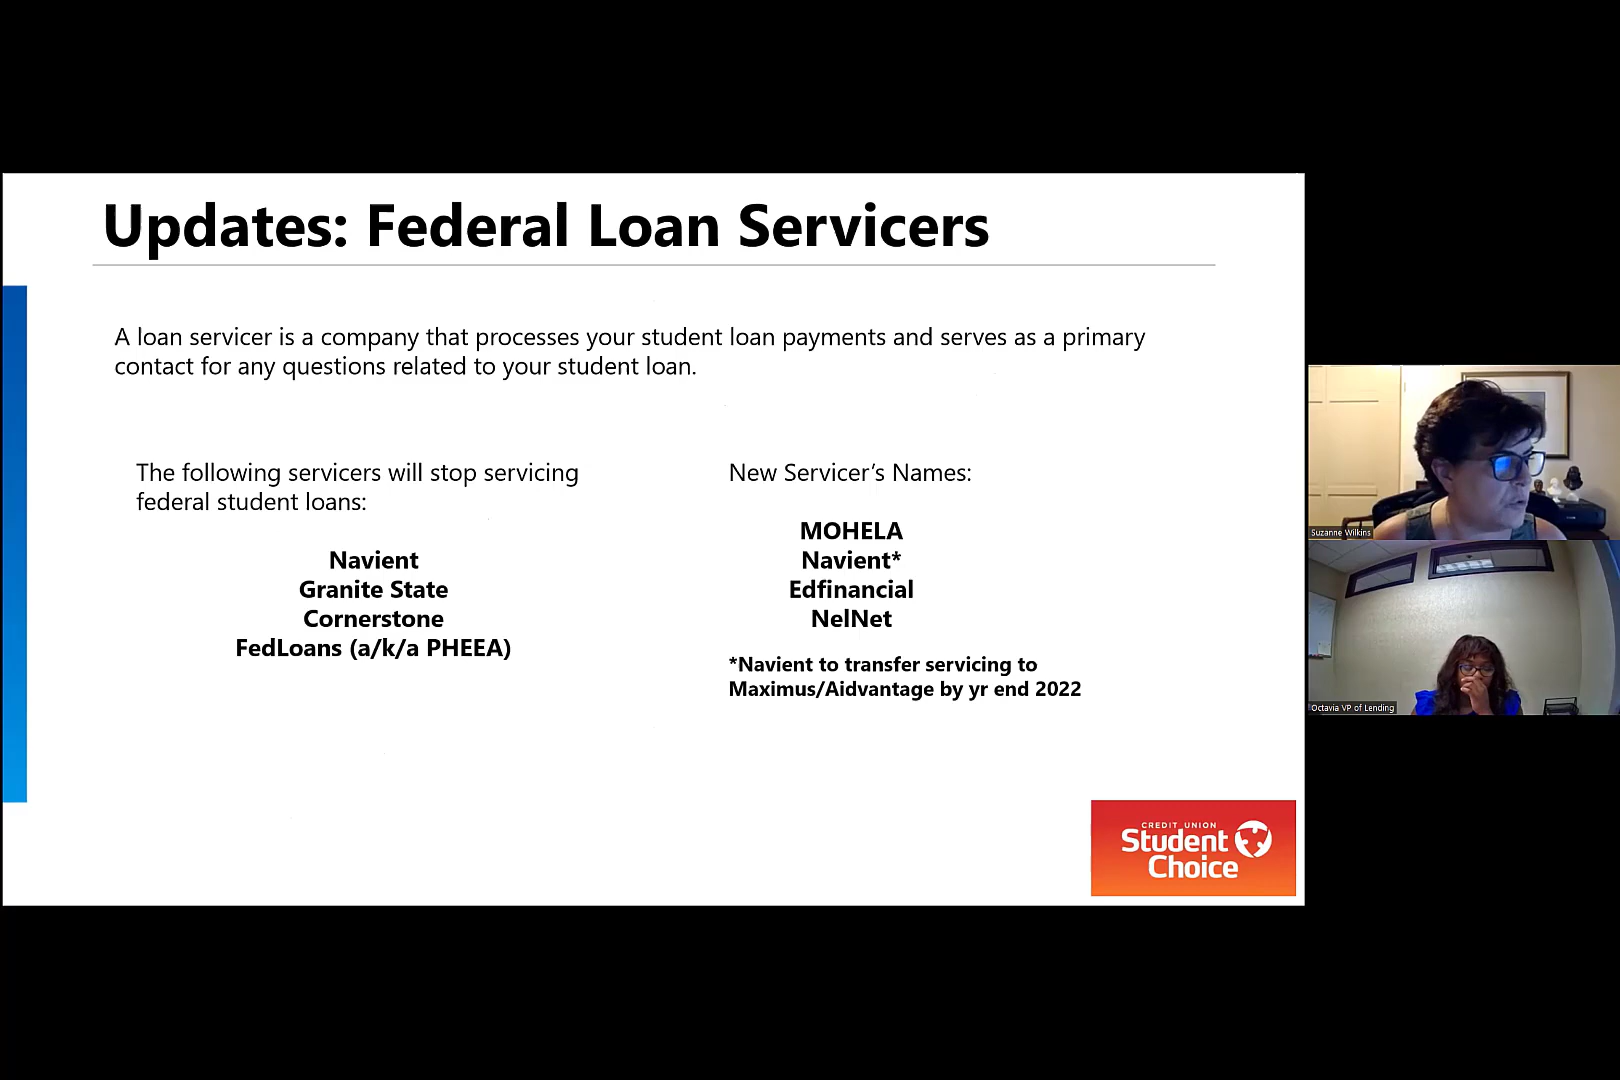 Updates: Federal Loan Servicers
A loan servicer is a company that processes your student loan payments and serves as a primary
contact for any questions related to your student loan.
The following servicers will stop servicing
federal student loans:
Navient
Granite State
Cornerstone
FedLoans (a/k/a PHEEA)
New Servicer’s Names:
MOHELA
Navient*
Edfinancial
NelNet
*Navient to transfer servicing to
Maximus/Aidvantage by yr end 2022
CREDIT UNION
Student
Choice
Suzanne Wilkins
Octavia VP of Lending